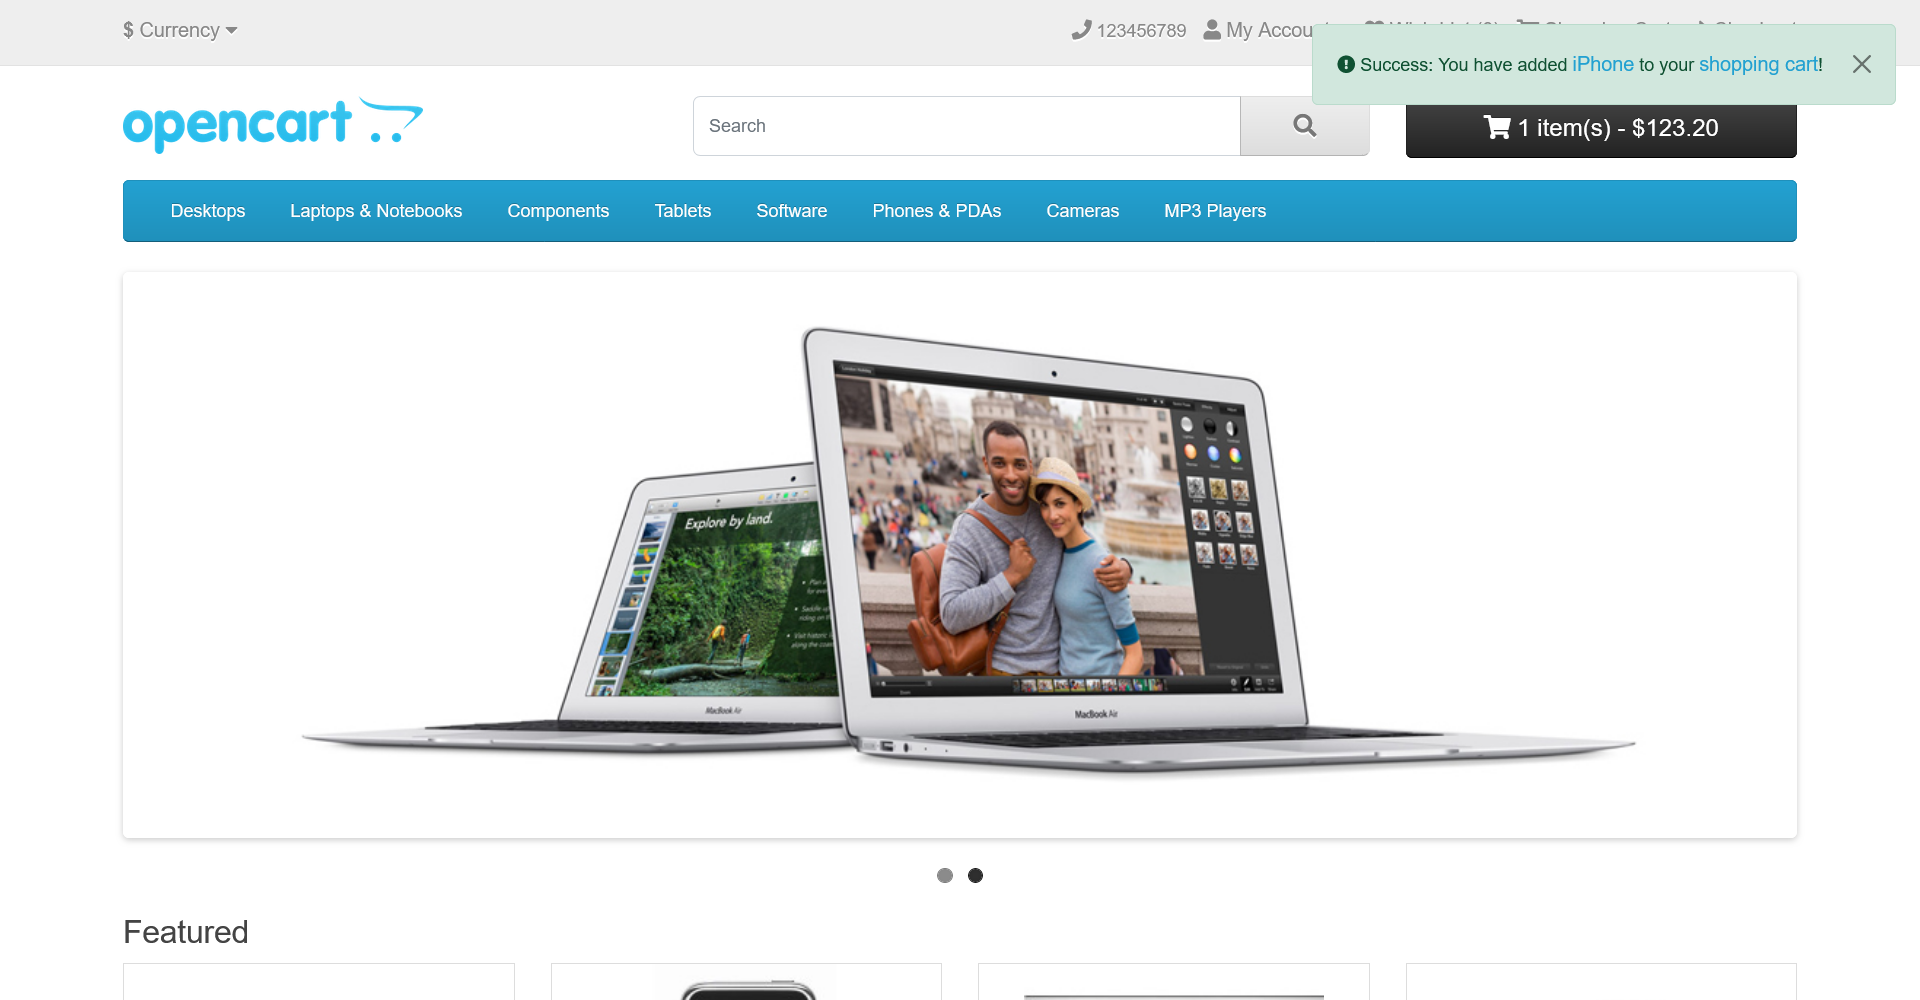 $ Currency
123456789
My Accou
Success: You have added iPhone to your shopping cart!
opencart
Search
1 item(s) - $123.20
Desktops
Laptops & Notebooks
Components
Tablets
Software
Phones & PDAs
Cameras
MP3 Players
Explore by land.
MacBook Air
MacBook Air
Featured